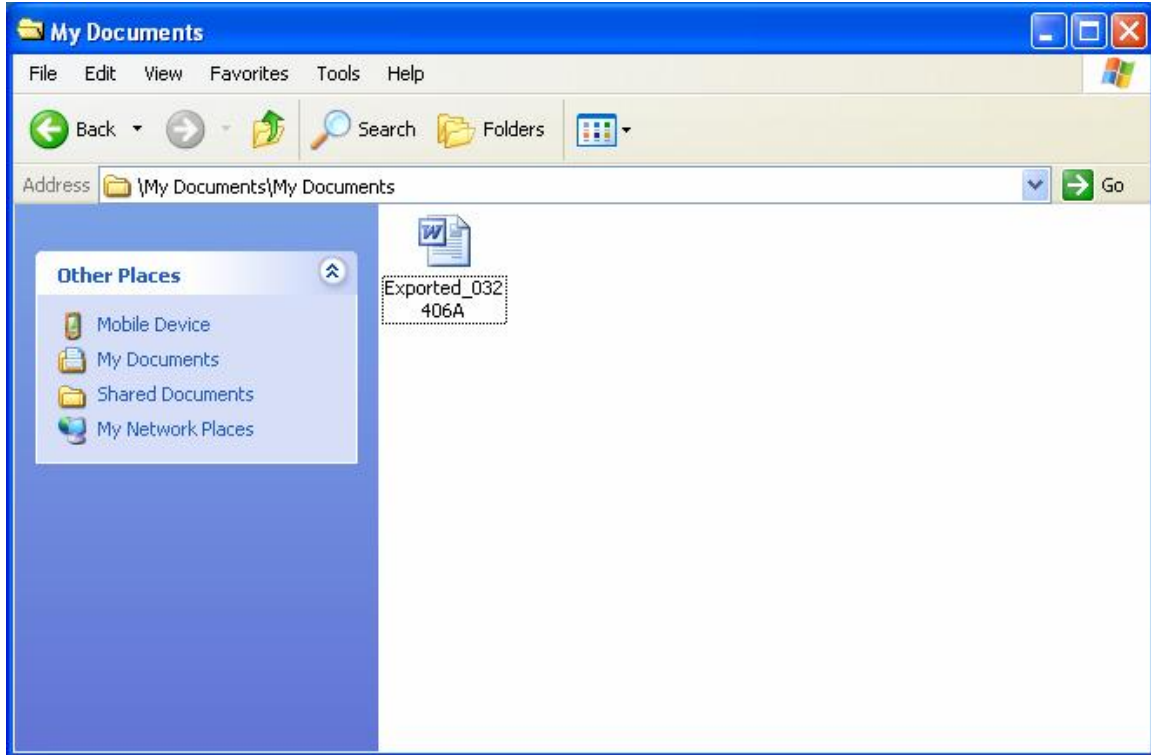 My Documents
File Edit View Favorites Tools Help
Back Search Folders
Address \My Documents\My Documents Go
Other Places
Mobile Device
My Documents
Shared Documents
My Network Places
Exported_032
406A